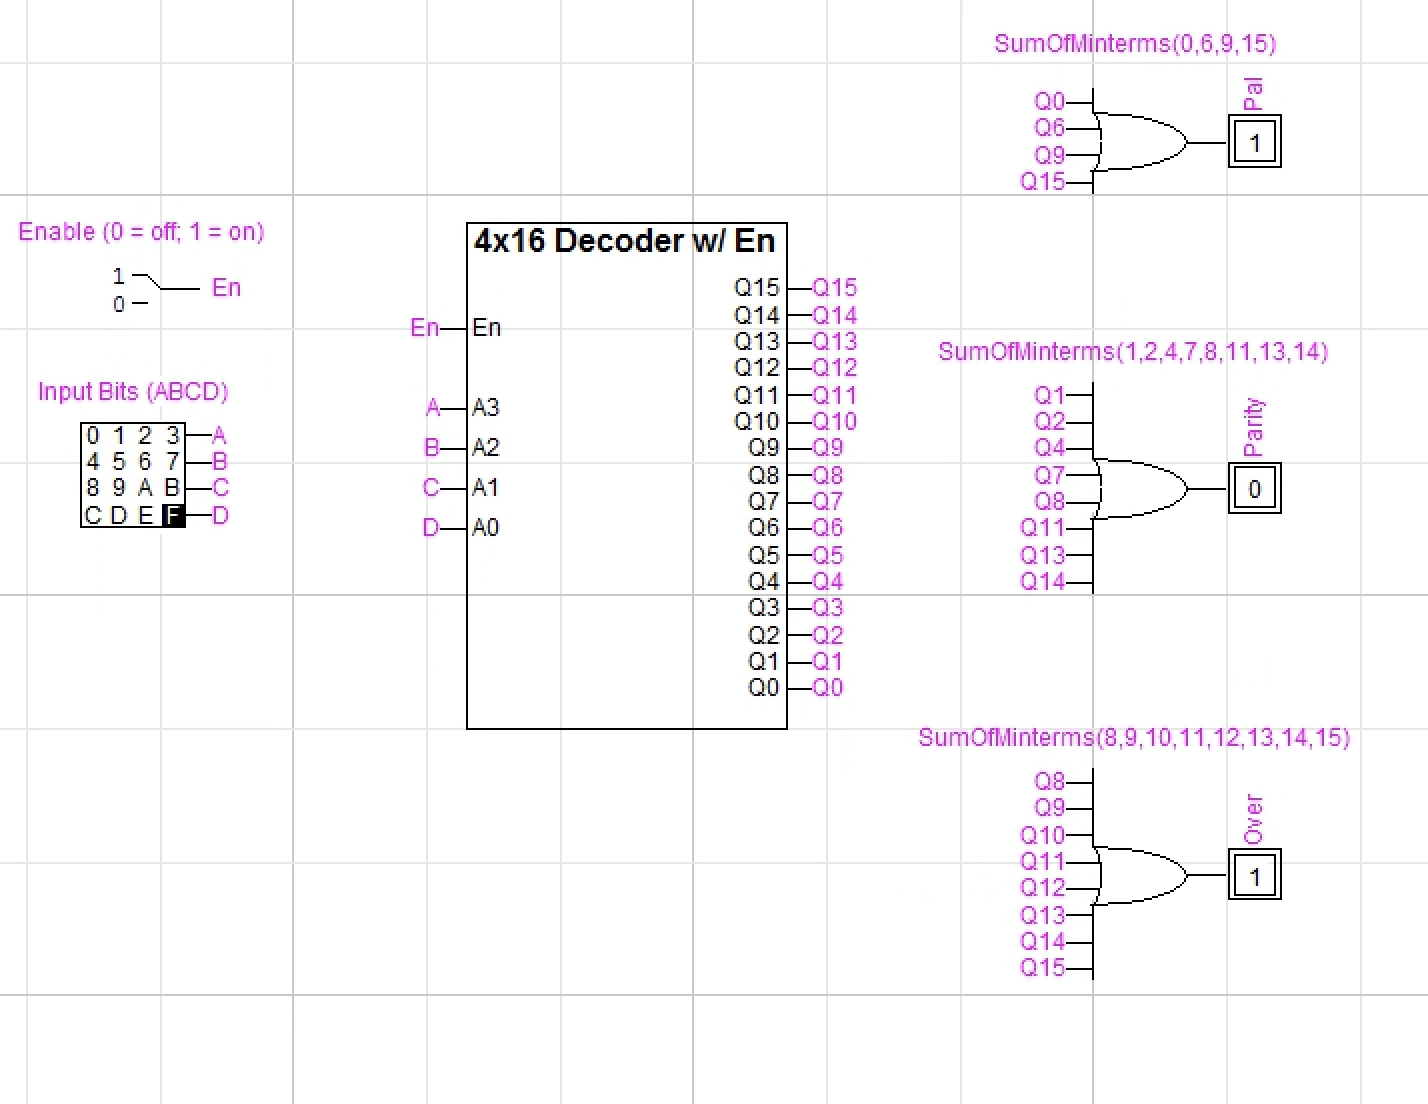 SumOfMinterms(0,6,9,15)
Pal
Q0
Q6
1
Q9
Q15
Enable (0 = off; 1 = on)
1
0
En
4x16 Decoder w/ En
En
En
A
A3
B
A2
C
A1
D
A0
Q15 Q15
Q14 Q14
Q13 Q13
Q12 Q12
Q11 Q11
Q10 Q10
Q9 Q9
Q8 Q8
Q7 Q7
Q6 Q6
Q5 Q5
Q4 Q4
Q3 Q3
Q2 Q2
Q1 Q1
Q0 Q0
Input Bits (ABCD)
0 1 2 3 A
4 5 6 7 B
8 9 A B C
C D E F D
SumOfMinterms(1,2,4,7,8,11,13,14)
Parity
Q1
Q2
Q4
Q7
0
Q8
Q11
Q13
Q14
SumOfMinterms(8,9,10,11,12,13,14,15)
Over
Q8
Q9
Q10
Q11
1
Q12
Q13
Q14
Q15